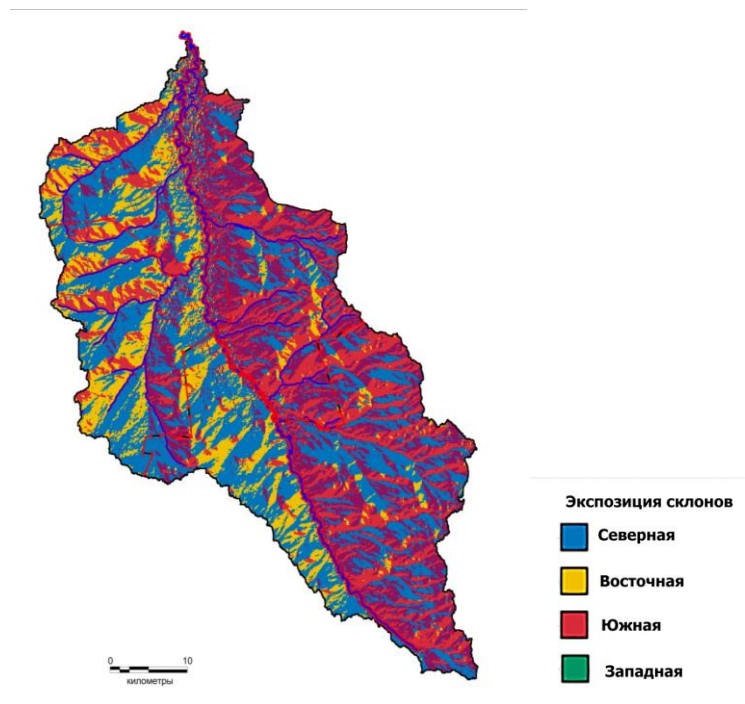 Экспозиция склонов
Северная
Восточная
Южная
Западная
0 10
километры